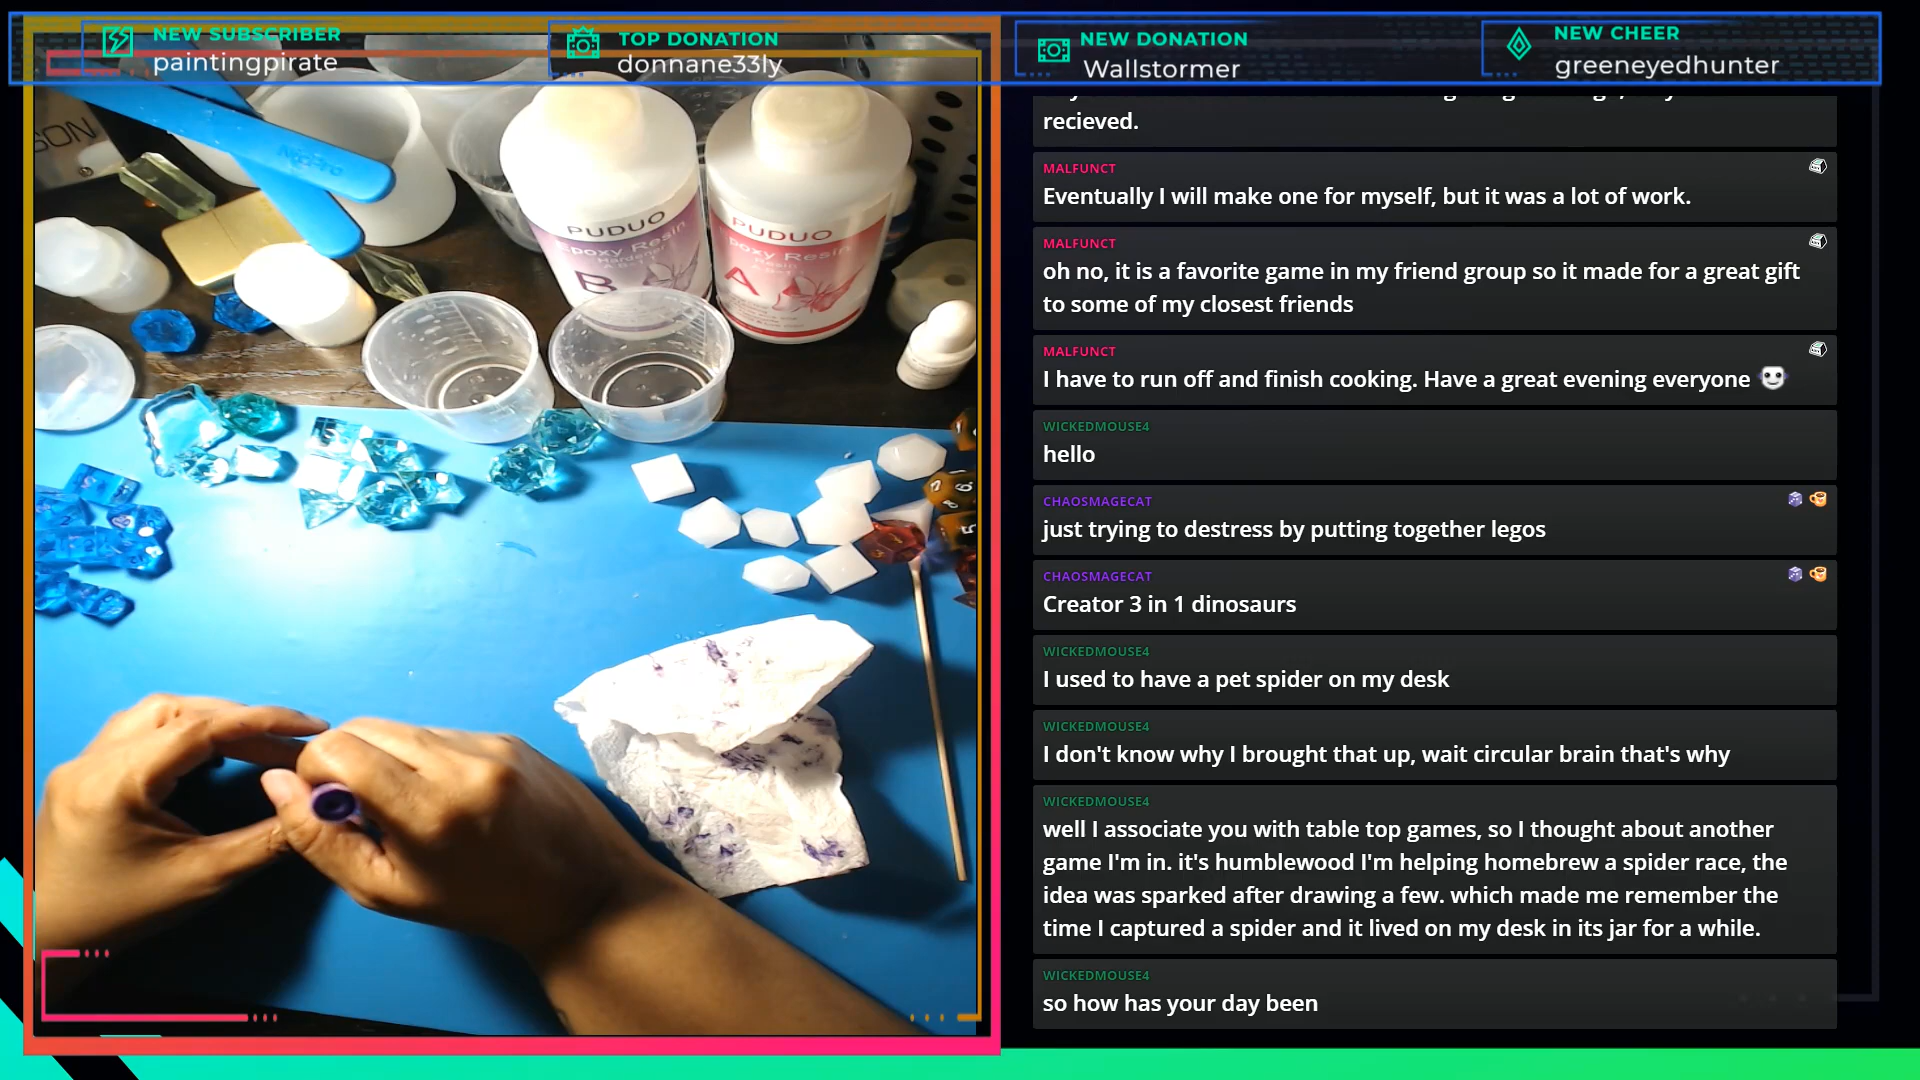 NEW SUBSCRIBER
paintingpirate
TOP DONATION
donnane33ly
NEW DONATION
Wallstormer
NEW CHEER
greeneyedhunter
recieved.
MALFUNCT
Eventually I will make one for myself, but it was a lot of work.
MALFUNCT
oh no, it is a favorite game in my friend group so it made for a great gift
to some of my closest friends
MALFUNCT
I have to run off and finish cooking. Have a great evening everyone
WICKEDMOUSE4
hello
CHAOSMAGECAT
just trying to destress by putting together legos
CHAOSMAGECAT
Creator 3 in 1 dinosaurs
WICKEDMOUSE4
I used to have a pet spider on my desk
WICKEDMOUSE4
I don't know why I brought that up, wait circular brain that's why
WICKEDMOUSE4
well I associate you with table top games, so I thought about another
game I'm in. it's humblewood I'm helping homebrew a spider race, the
idea was sparked after drawing a few. which made me remember the
time I captured a spider and it lived on my desk in its jar for a while.
WICKEDMOUSE4
so how has your day been
PUDUO
Epoxy Resin
Hardener
B
PUDUO
poxy Resin
Resin
A